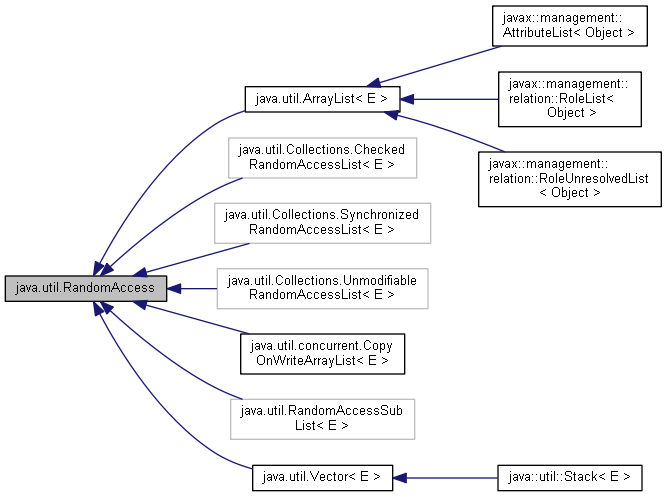 javax::management::
AttributeList< Object >
java.util.ArrayList< E >
javax::management::
relation::RoleList<
Object >
java.util.Collections.Checked
RandomAccessList< E >
javax::management::
relation::RoleUnresolvedList
< Object >
java.util.Collections.Synchronized
RandomAccessList< E >
java.util.RandomAccess
java.util.Collections.Unmodifiable
RandomAccessList< E >
java.util.concurrent.Copy
OnWriteArrayList< E >
java.util.RandomAccessSub
List< E >
java.util.Vector< E >
java::util::Stack< E >